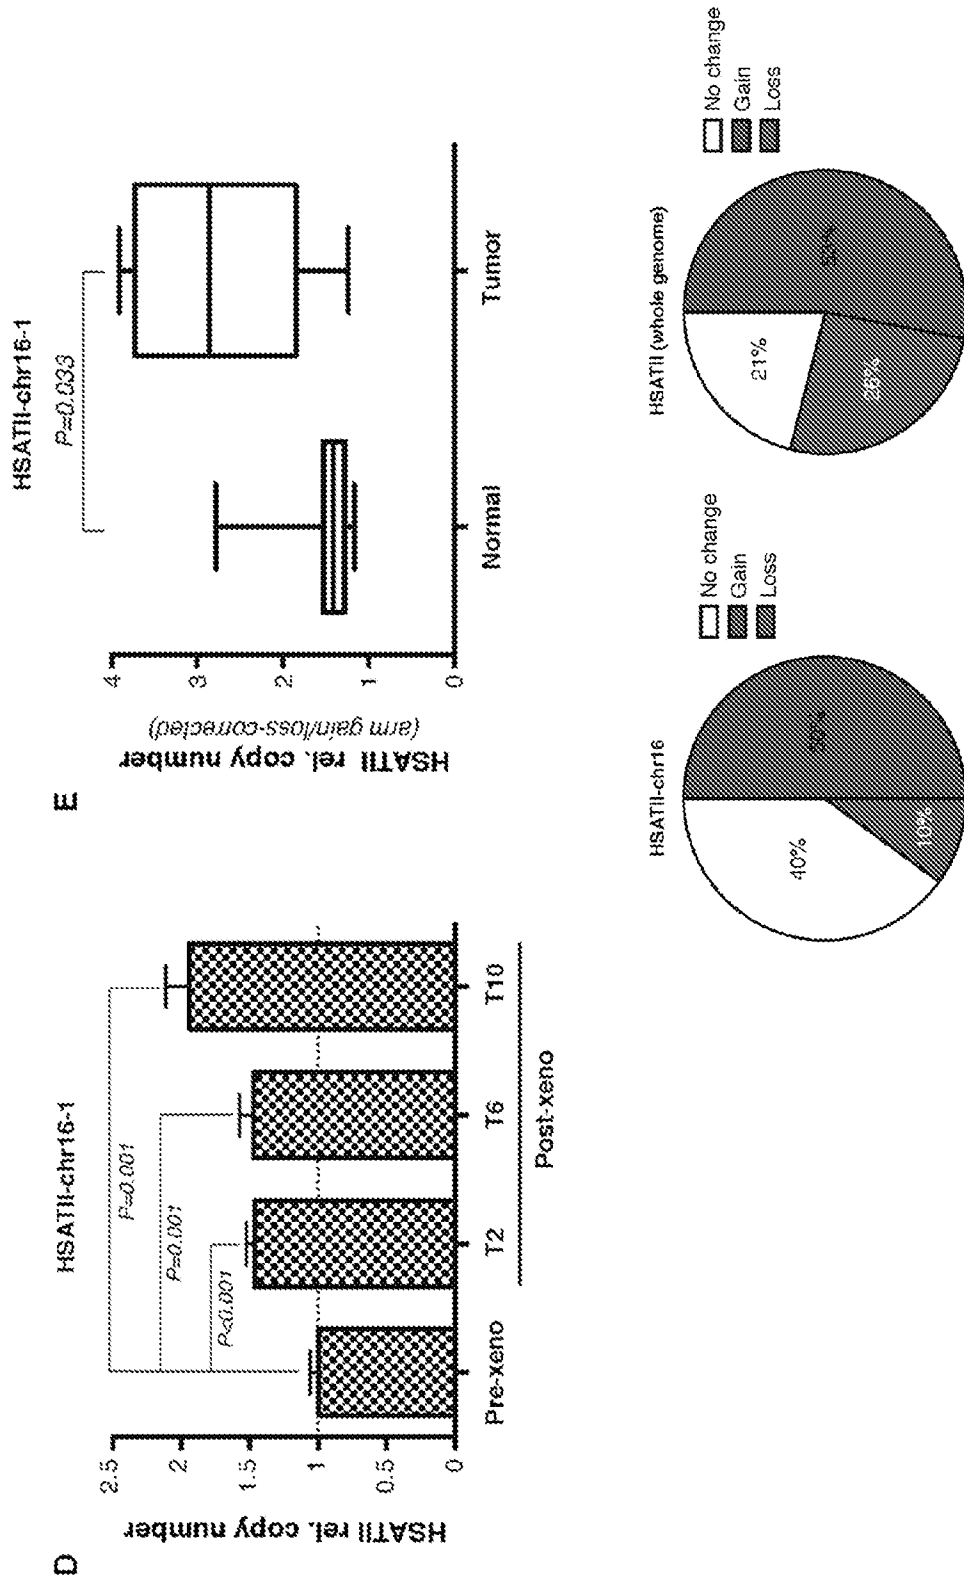 D
HSATII-chr16-1
HSATII rel. copy number
2.5
2
1.5
1
0.5
0
P=0.001
P=0.001
P<0.001
Pre-xeno
T2
T6
T10
Post-xeno
E
HSATII-chr16-1
P=0.033
HSATII rel. copy number
(arm gain/loss-corrected)
4
3
2
1
0
Normal
Tumor
HSATII-chr16
40%
10%
No change
Gain
Loss
HSATII (whole genome)
21%
26%
No change
Gain
Loss